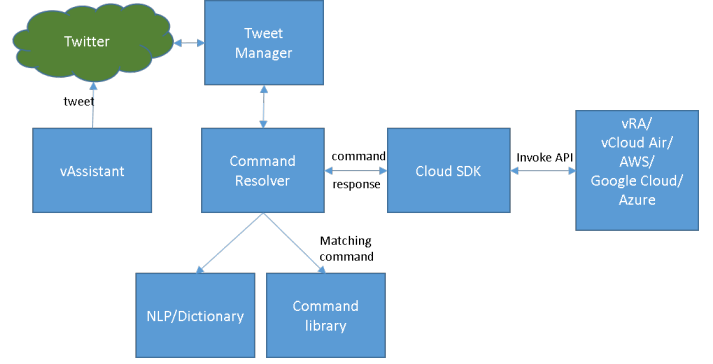 Twitter
Tweet
Manager
tweet
vAssistant
Command
Resolver
command
response
Cloud SDK
Invoke API
vRA/
vCloud Air/
AWS/
Google Cloud/
Azure
Matching
command
NLP/Dictionary
Command
library